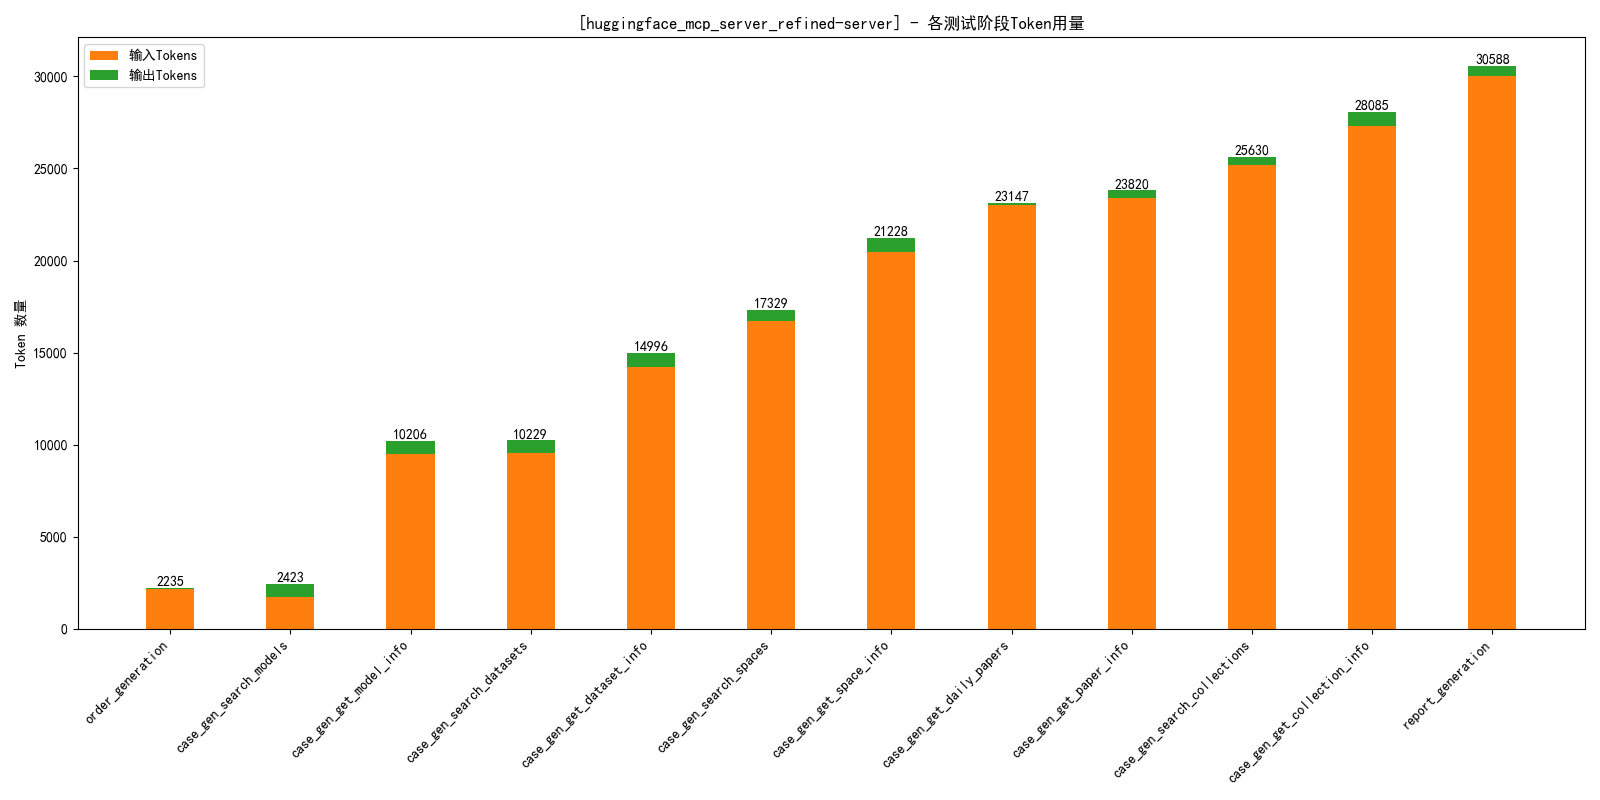 [huggingface_mcp_server_refined-server] - 各测试阶段Token用量
输入Tokens
输出Tokens
Token 数量
30000
25000
20000
15000
10000
5000
0
2235
2423
10206
10229
14996
17329
21228
23147
23820
25630
28085
30588
order_generation
case_gen_search_models
case_gen_get_model_info
case_gen_search_datasets
case_gen_get_dataset_info
case_gen_search_spaces
case_gen_get_space_info
case_gen_get_daily_papers
case_gen_get_paper_info
case_gen_search_collections
case_gen_get_collection_info
report_generation